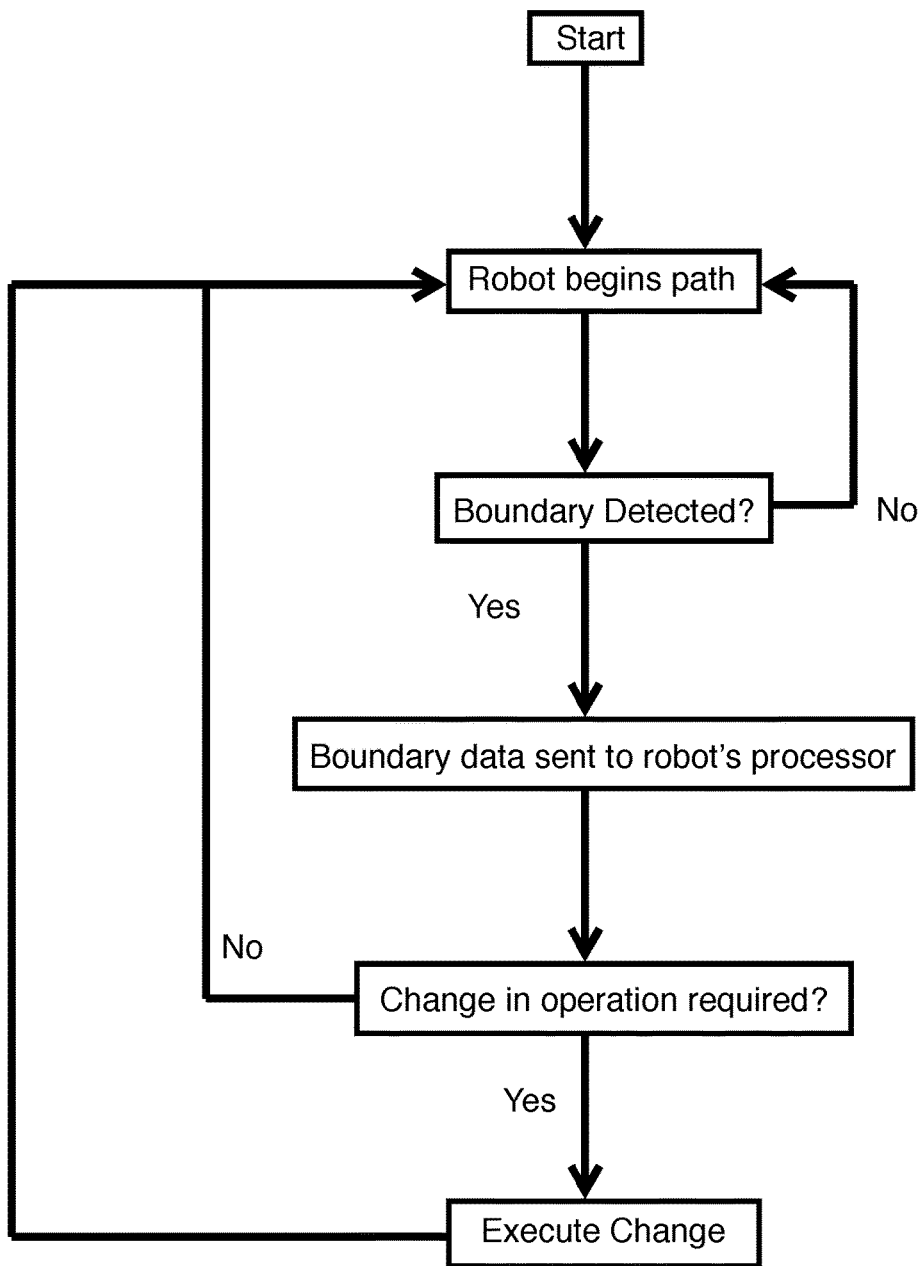 Start
Robot begins path
Boundary Detected?
No
Yes
Boundary data sent to robot's processor
No
Change in operation required?
Yes
Execute Change